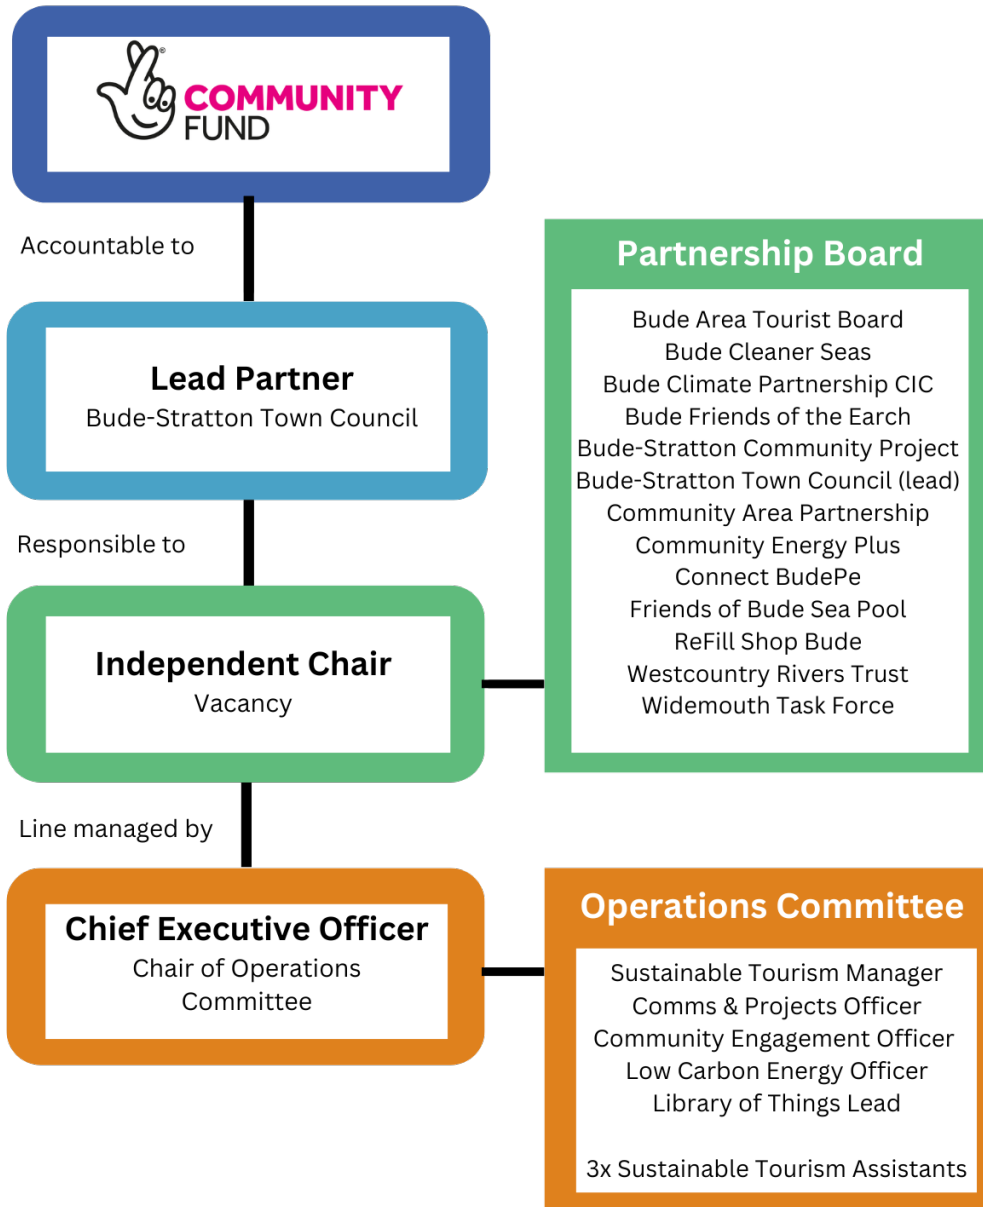 COMMUNITY
FUND
Accountable to
Lead Partner
Bude-Stratton Town Council
Responsible to
Independent Chair
Vacancy
Line managed by
Chief Executive Officer
Chair of Operations
Committee
Partnership Board
Bude Area Tourist Board
Bude Cleaner Seas
Bude Climate Partnership CIC
Bude Friends of the Earch
Bude-Stratton Community Project
Bude-Stratton Town Council (lead)
Community Area Partnership
Community Energy Plus
Connect BudePe
Friends of Bude Sea Pool
ReFill Shop Bude
Westcountry Rivers Trust
Widemouth Task Force
Operations Committee
Sustainable Tourism Manager
Comms & Projects Officer
Community Engagement Officer
Low Carbon Energy Officer
Library of Things Lead
3x Sustainable Tourism Assistants